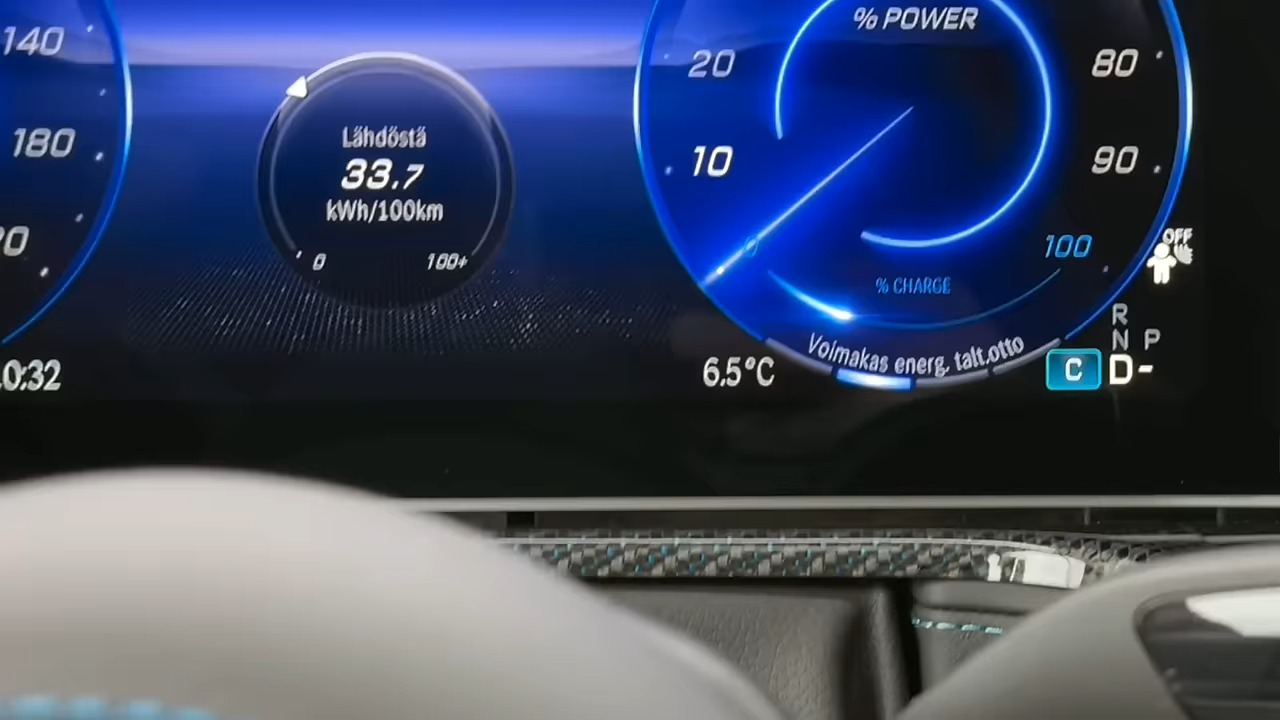 140
180
Lähdöstä
33.7
kWh/100km
0 100+
0:32
% POWER
20 80
10 90
0 100
% CHARGE
Voimakas energ. talt.otto
6.5°C
OFF
R
N P
C D-